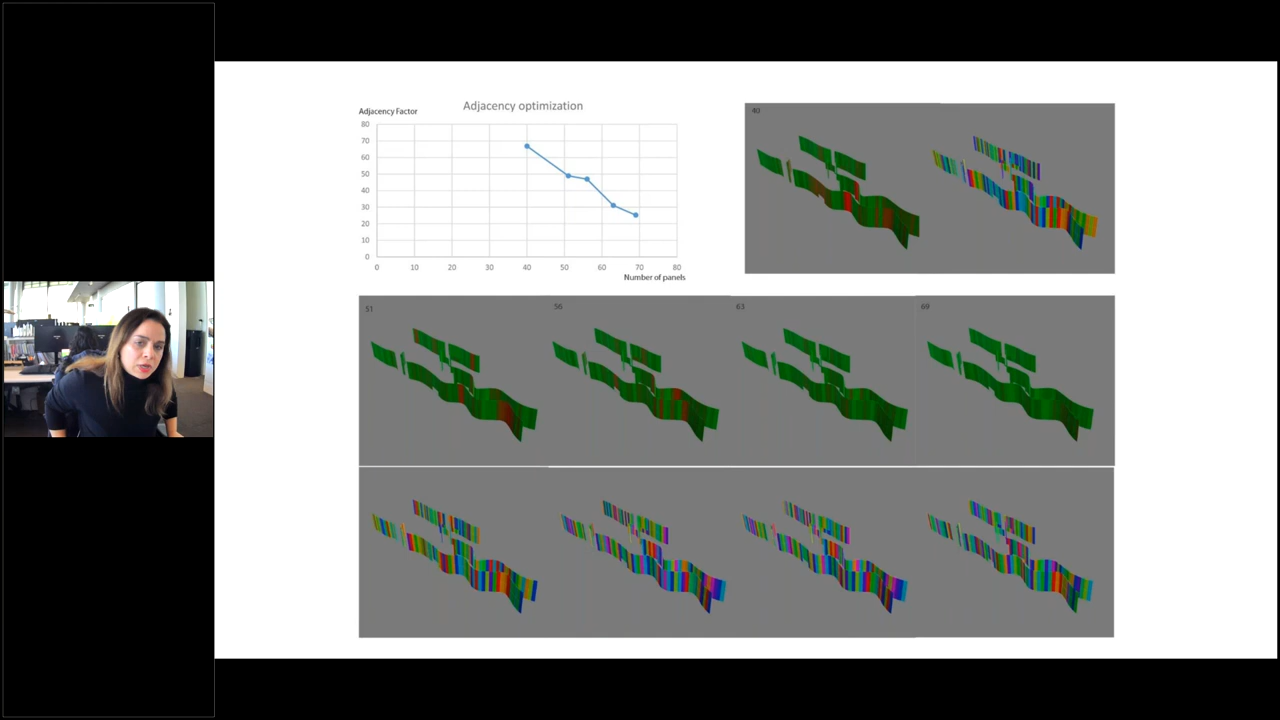 Adjacency optimization
Adjacency Factor
80
70
60
50
40
30
20
10
0
0 10 20 30 40 50 60 70 80
Number of panels
40
51 56 63 69